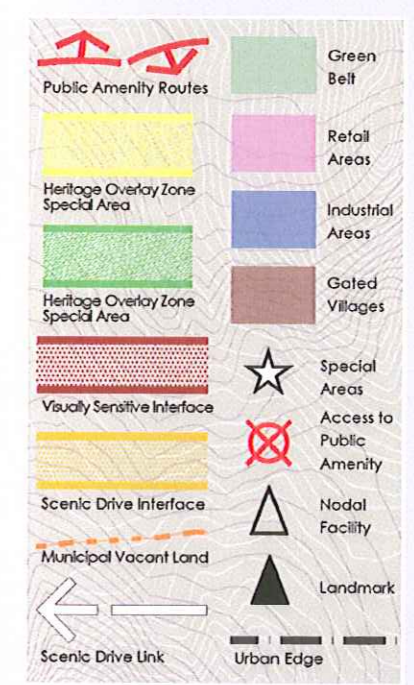 Public Amenity Routes
Heritage Overlay Zone
Special Area
Heritage Overlay Zone
Special Area
Visually Sensitive Interface
Scenic Drive Interface
Municipal Vacant Land
Scenic Drive Link
Green
Belt
Retail
Areas
Industrial
Areas
Gated
Villages
Special
Areas
Access to
Public
Amenity
Nodal
Facility
Landmark
Urban Edge